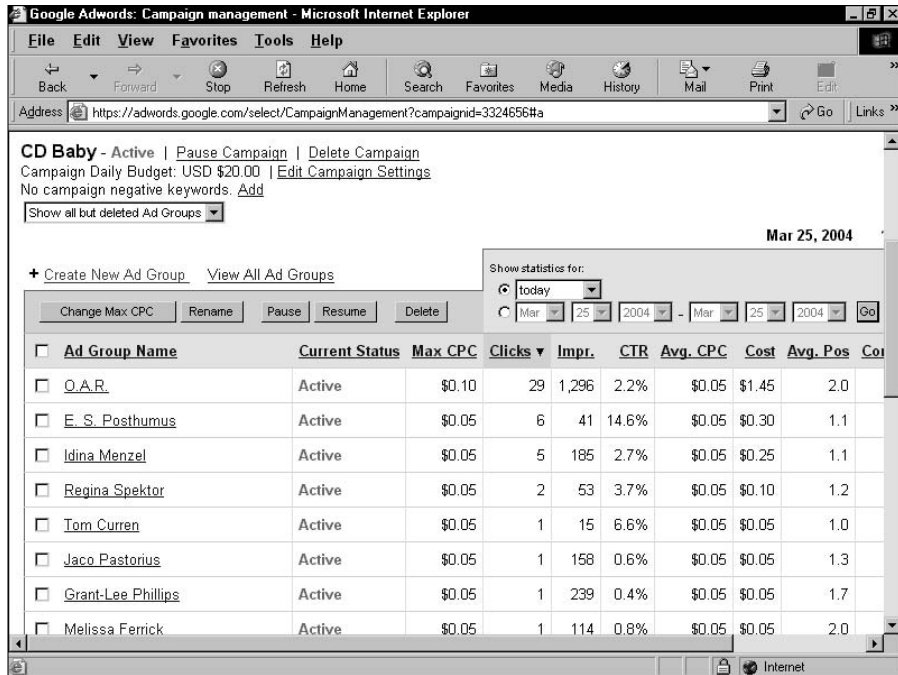 Google Adwords: Campaign management - Microsoft Internet Explorer
File Edit View Favorites Tools Help
Back Forward Stop Refresh Home Search Favorites Media History Mail Print Edit
Address https://adwords.google.com/select/CampaignManagement?campaignid=3324656#a Go Links
CD Baby - Active | Pause Campaign | Delete Campaign
Campaign Daily Budget: USD $20.00 | Edit Campaign Settings
No campaign negative keywords. Add
Show all but deleted Ad Groups
Mar 25, 2004
+ Create New Ad Group View All Ad Groups
Show statistics for:
today
Mar 25 2004 - Mar 25 2004 Go
Change Max CPC Rename Pause Resume Delete
Ad Group Name Current Status Max CPC Clicks ▼ Impr. CTR Avg. CPC Cost Avg. Pos
O.A.R. Active $0.10 29 1,296 2.2% $0.05 $1.45 2.0
E. S. Posthumus Active $0.05 6 41 14.6% $0.05 $0.30 1.1
Idina Menzel Active $0.05 5 185 2.7% $0.05 $0.25 1.1
Regina Spektor Active $0.05 2 53 3.7% $0.05 $0.10 1.2
Tom Curren Active $0.05 1 15 6.6% $0.05 $0.05 1.0
Jaco Pastorius Active $0.05 1 158 0.6% $0.05 $0.05 1.3
Grant-Lee Phillips Active $0.05 1 239 0.4% $0.05 $0.05 1.7
Melissa Ferrick Active $0.05 1 114 0.8% $0.05 $0.05 2.0
Internet